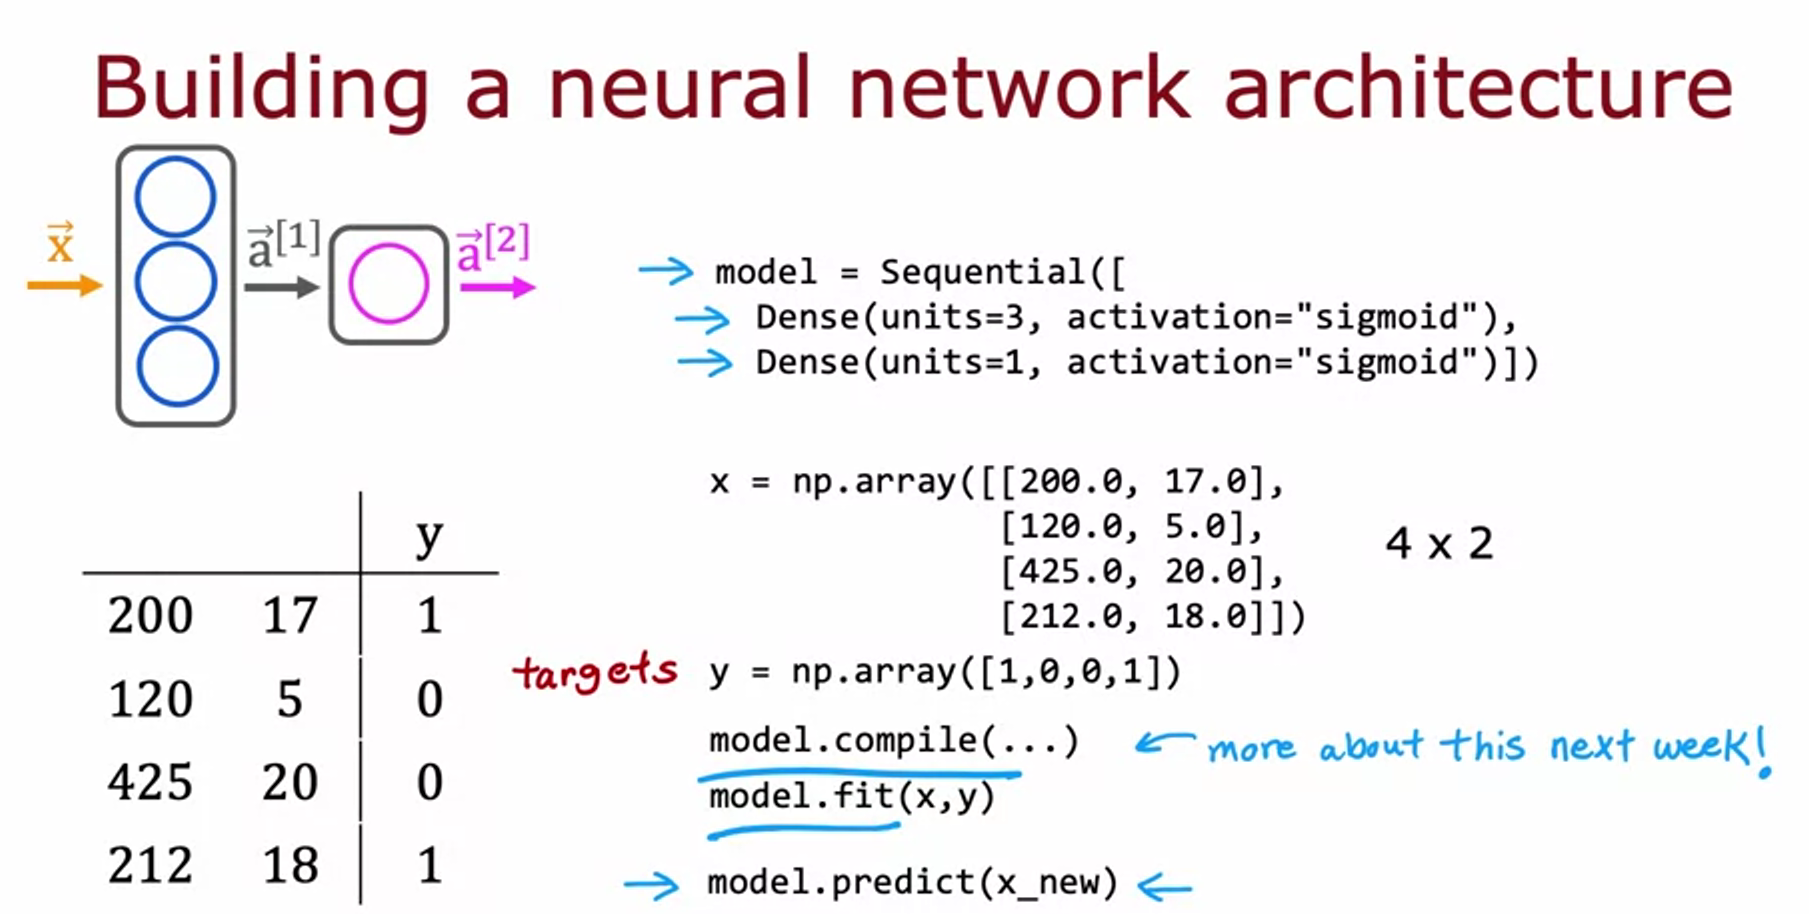 Building a neural network architecture
x⃗
a⃗[1]
a⃗[2]
model = Sequential([
Dense(units=3, activation="sigmoid"),
Dense(units=1, activation="sigmoid")])
y
200 17 1
120 5 0
425 20 0
212 18 1
x = np.array([[200.0, 17.0],
[120.0, 5.0],
[425.0, 20.0],
[212.0, 18.0]])
4 x 2
targets y = np.array([1,0,0,1])
model.compile(...) ← more about this next week!
model.fit(x,y)
→ model.predict(x_new) ←